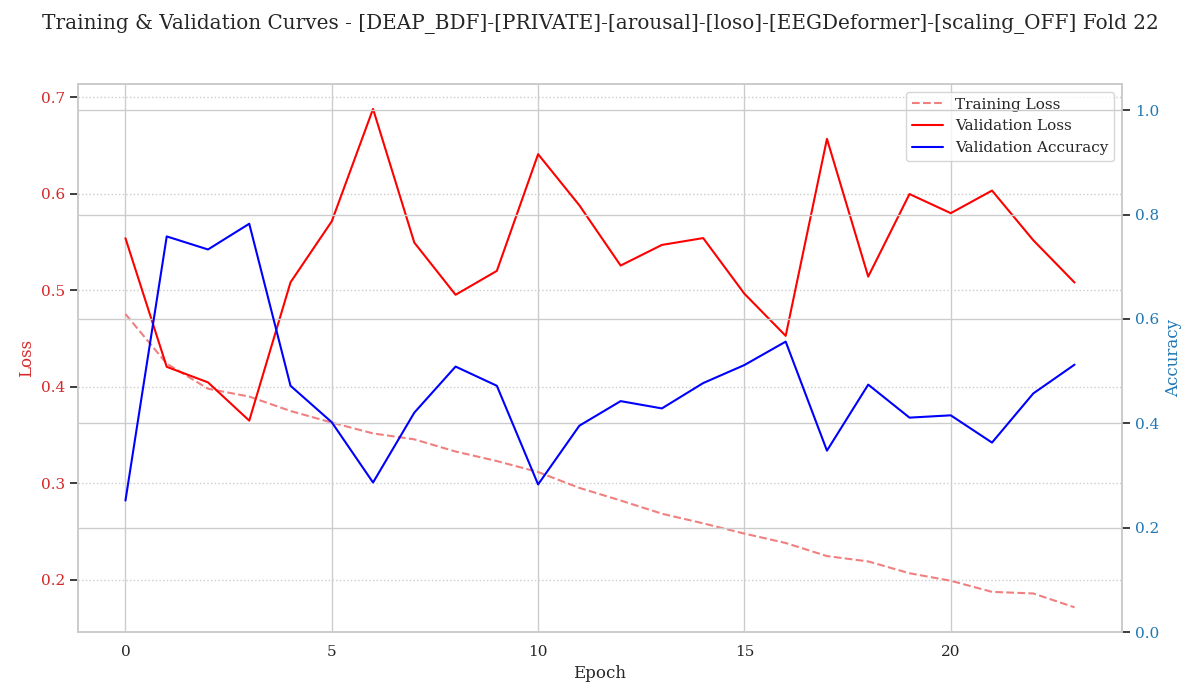 Training & Validation Curves - [DEAP_BDF]-[PRIVATE]-[arousal]-[loso]-[EEGDeformer]-[scaling_OFF] Fold 22
Training Loss
Validation Loss
Validation Accuracy
0.7
0.6
0.5
0.4
0.3
0.2
Loss
1.0
0.8
0.6
0.4
0.2
0.0
Accuracy
0
5
10
15
20
Epoch